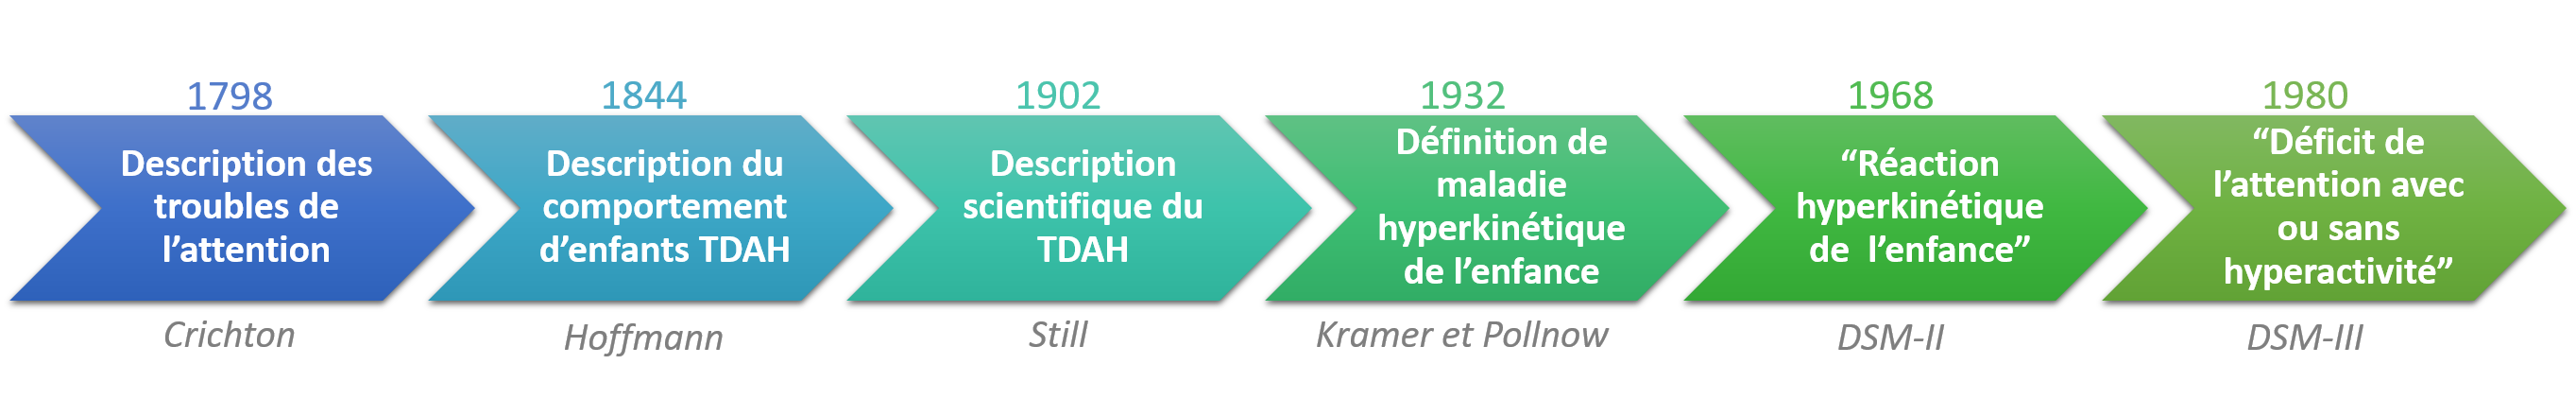 1798
Description des
troubles de
l’attention
Crichton
1844
Description du
comportement
d’enfants TDAH
Hoffmann
1902
Description
scientifique du
TDAH
Still
1932
Définition de
maladie
hyperkinétique
de l’enfance
Kramer et Pollnow
1968
“Réaction
hyperkinétique
de  l’enfance”
DSM-II
1980
“Déficit de
l’attention avec
ou sans
hyperactivité”
DSM-III